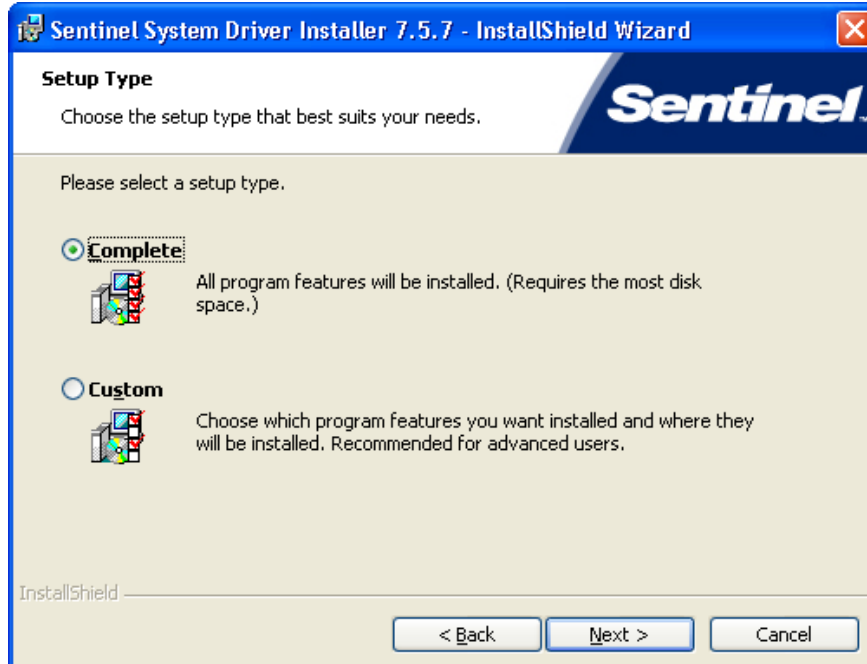 Sentinel System Driver Installer 7.5.7 - InstallShield Wizard
Setup Type
Choose the setup type that best suits your needs.
Sentinel.
Please select a setup type.
Complete
All program features will be installed. (Requires the most disk
space.)
Custom
Choose which program features you want installed and where they
will be installed. Recommended for advanced users.
InstallShield
< Back
Next >
Cancel